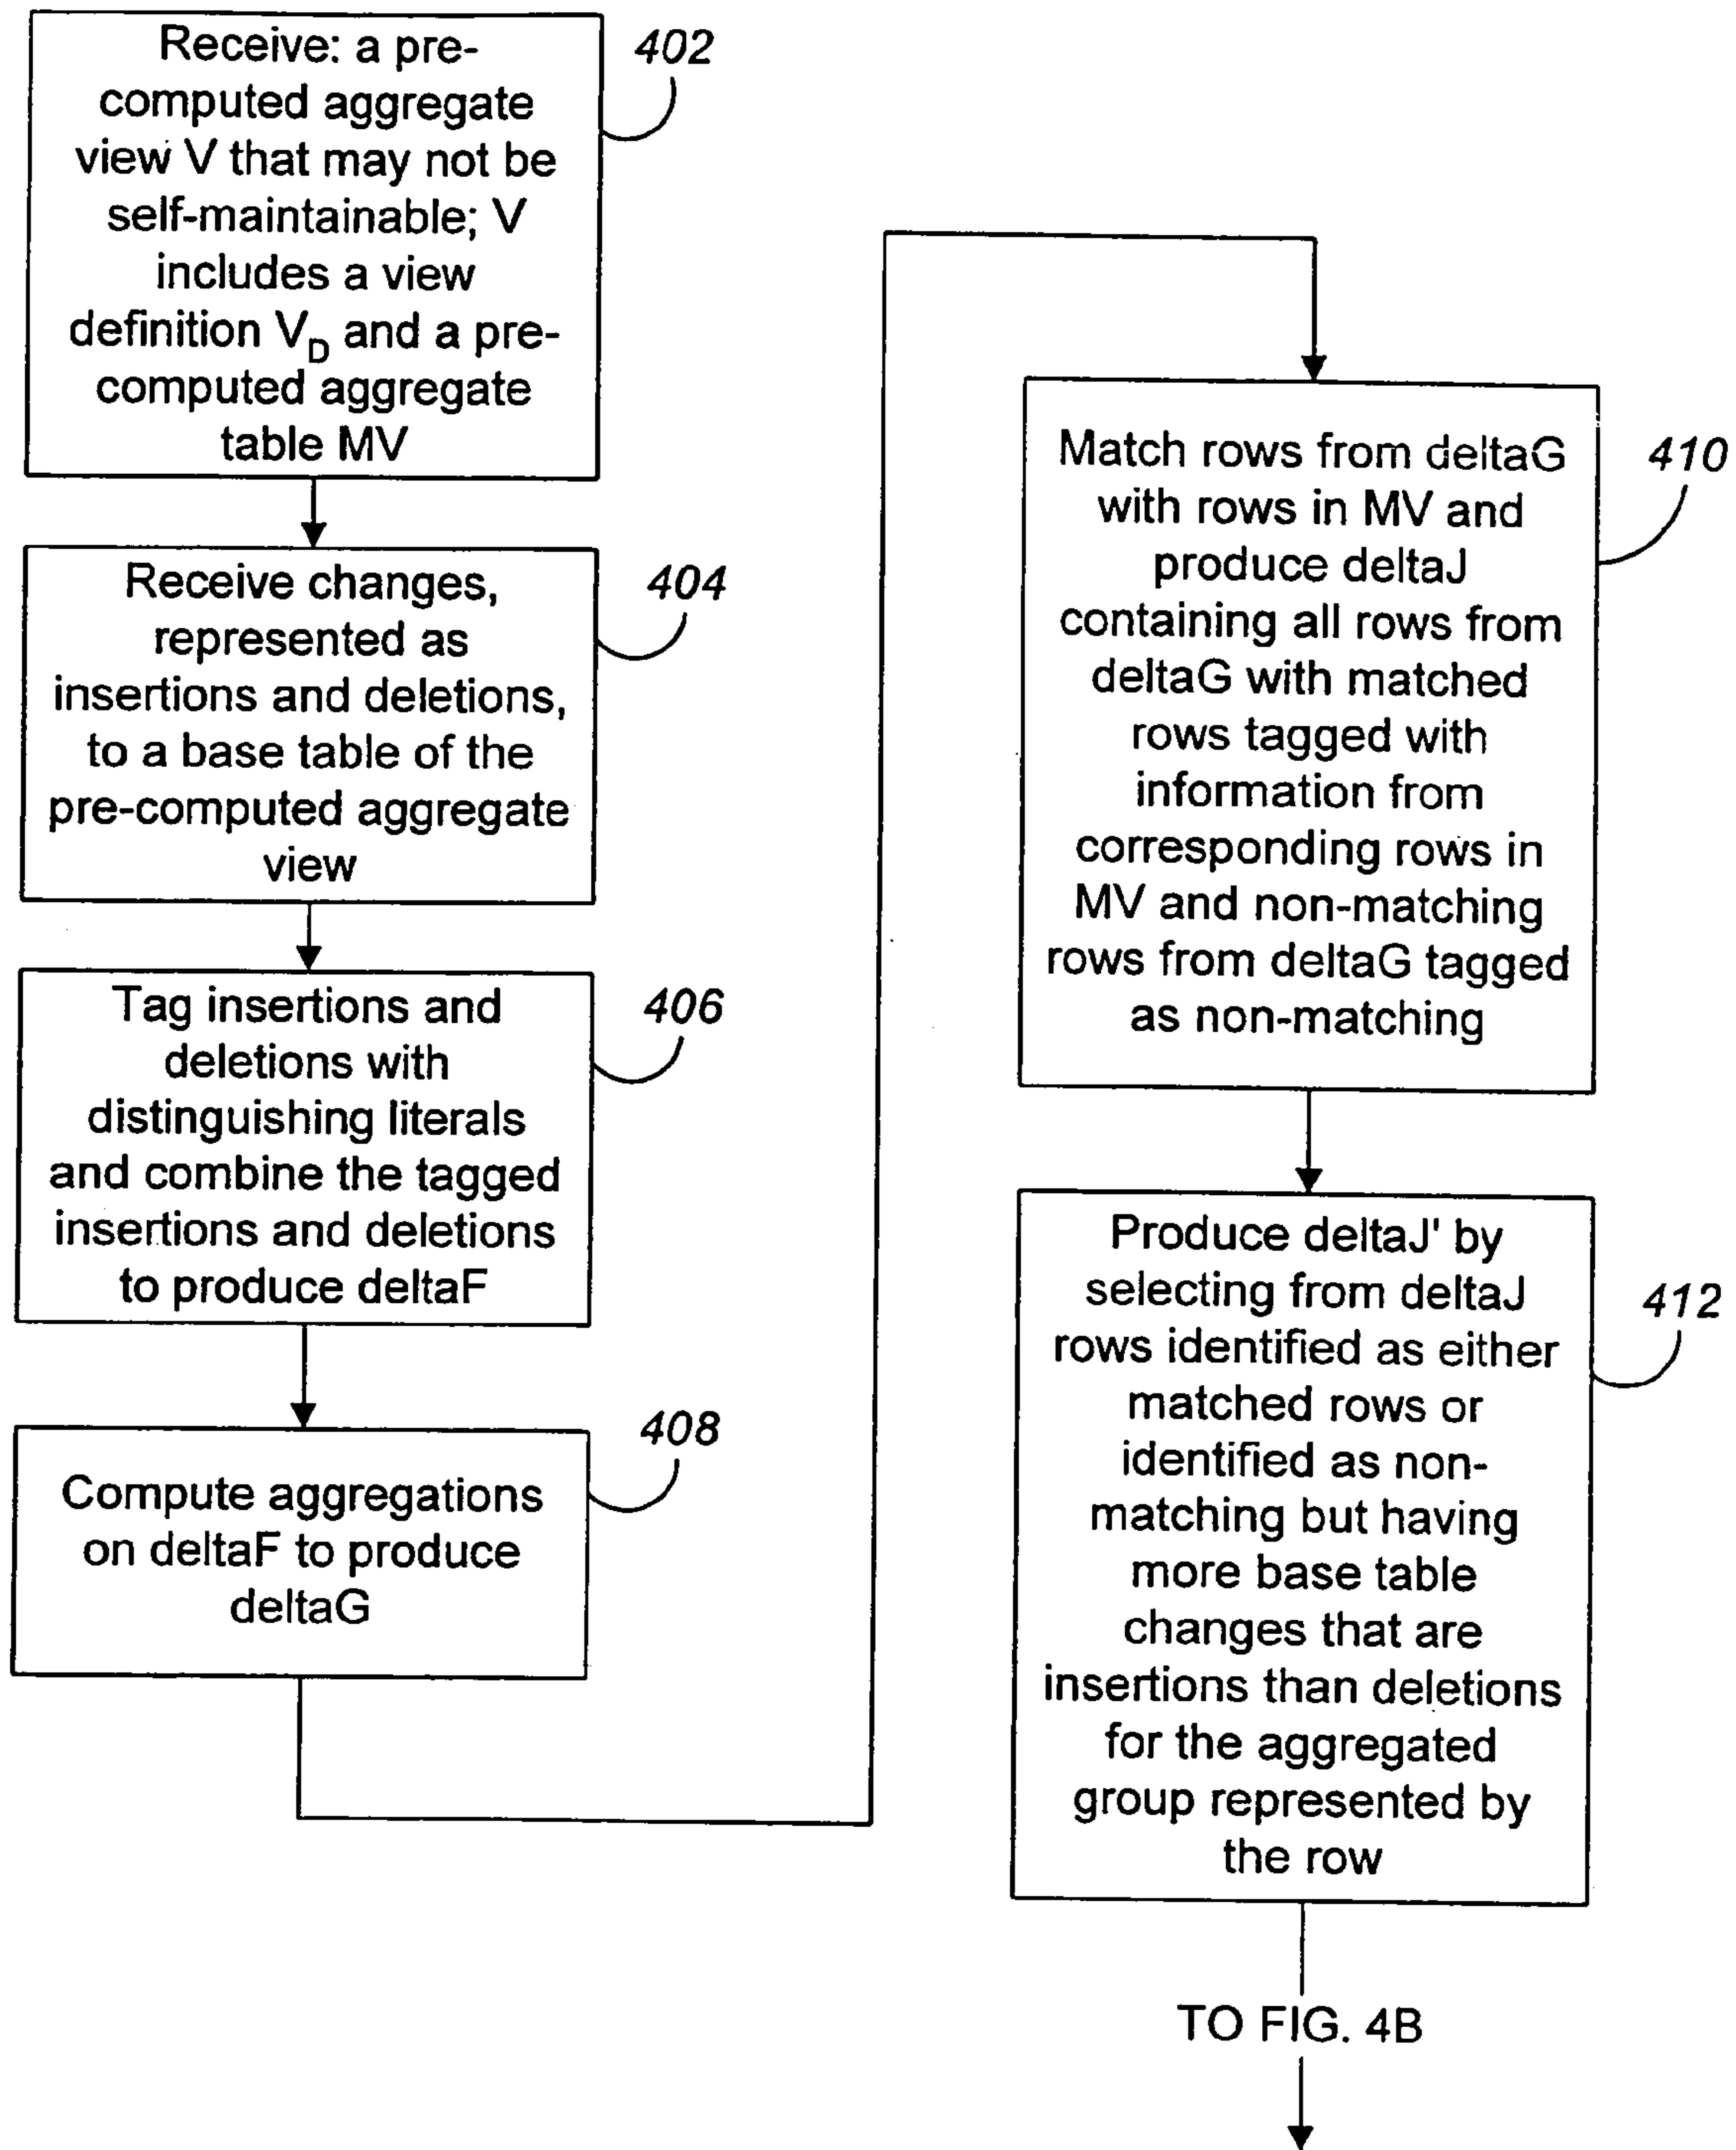 Receive: a pre-
computed aggregate
view V that may not be
self-maintainable; V
includes a view
definition V_D and a pre-
computed aggregate
table MV
402
Receive changes,
represented as
insertions and deletions,
to a base table of the
pre-computed aggregate
view
404
Tag insertions and
deletions with
distinguishing literals
and combine the tagged
insertions and deletions
to produce deltaF
406
Compute aggregations
on deltaF to produce
deltaG
408
Match rows from deltaG
with rows in MV and
produce deltaJ
containing all rows from
deltaG with matched
rows tagged with
information from
corresponding rows in
MV and non-matching
rows from deltaG tagged
as non-matching
410
Produce deltaJ' by
selecting from deltaJ
rows identified as either
matched rows or
identified as non-
matching but having
more base table
changes that are
insertions than deletions
for the aggregated
group represented by
the row
412
TO FIG. 4B